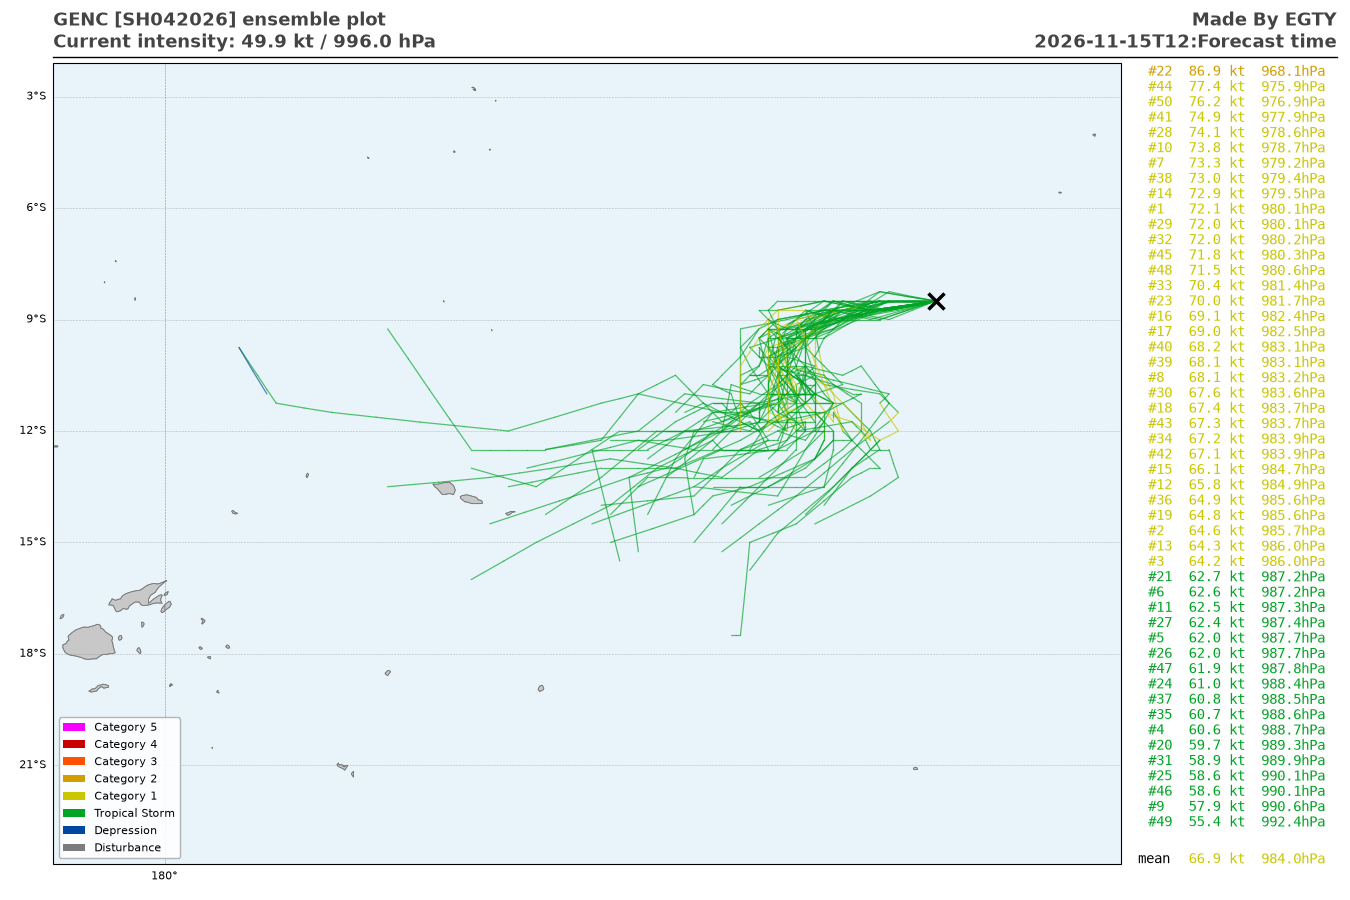 GENC [SH042026] ensemble plot
Current intensity: 49.9 kt / 996.0 hPa
Made By EGTY
2026-11-15T12:Forecast time
3°S
6°S
9°S
12°S
15°S
18°S
21°S
180°
Category 5
Category 4
Category 3
Category 2
Category 1
Tropical Storm
Depression
Disturbance
#22 86.9 kt 968.1hPa
#44 77.4 kt 975.9hPa
#50 76.2 kt 976.9hPa
#41 74.9 kt 977.9hPa
#28 74.1 kt 978.6hPa
#10 73.8 kt 978.7hPa
#7 73.3 kt 979.2hPa
#38 73.0 kt 979.4hPa
#14 72.9 kt 979.5hPa
#1 72.1 kt 980.1hPa
#29 72.0 kt 980.1hPa
#32 72.0 kt 980.2hPa
#45 71.8 kt 980.3hPa
#48 71.5 kt 980.6hPa
#33 70.4 kt 981.4hPa
#23 70.0 kt 981.7hPa
#16 69.1 kt 982.4hPa
#17 69.0 kt 982.5hPa
#40 68.2 kt 983.1hPa
#39 68.1 kt 983.1hPa
#8 68.1 kt 983.2hPa
#30 67.6 kt 983.6hPa
#18 67.4 kt 983.7hPa
#43 67.3 kt 983.7hPa
#34 67.2 kt 983.9hPa
#42 67.1 kt 983.9hPa
#15 66.1 kt 984.7hPa
#12 65.8 kt 984.9hPa
#36 64.9 kt 985.6hPa
#19 64.8 kt 985.6hPa
#2 64.6 kt 985.7hPa
#13 64.3 kt 986.0hPa
#3 64.2 kt 986.0hPa
#21 62.7 kt 987.2hPa
#6 62.6 kt 987.2hPa
#11 62.5 kt 987.3hPa
#27 62.4 kt 987.4hPa
#5 62.0 kt 987.7hPa
#26 62.0 kt 987.7hPa
#47 61.9 kt 987.8hPa
#24 61.0 kt 988.4hPa
#37 60.8 kt 988.5hPa
#35 60.7 kt 988.6hPa
#4 60.6 kt 988.7hPa
#20 59.7 kt 989.3hPa
#31 58.9 kt 989.9hPa
#25 58.6 kt 990.1hPa
#46 58.6 kt 990.1hPa
#9 57.9 kt 990.6hPa
#49 55.4 kt 992.4hPa
mean 66.9 kt 984.0hPa